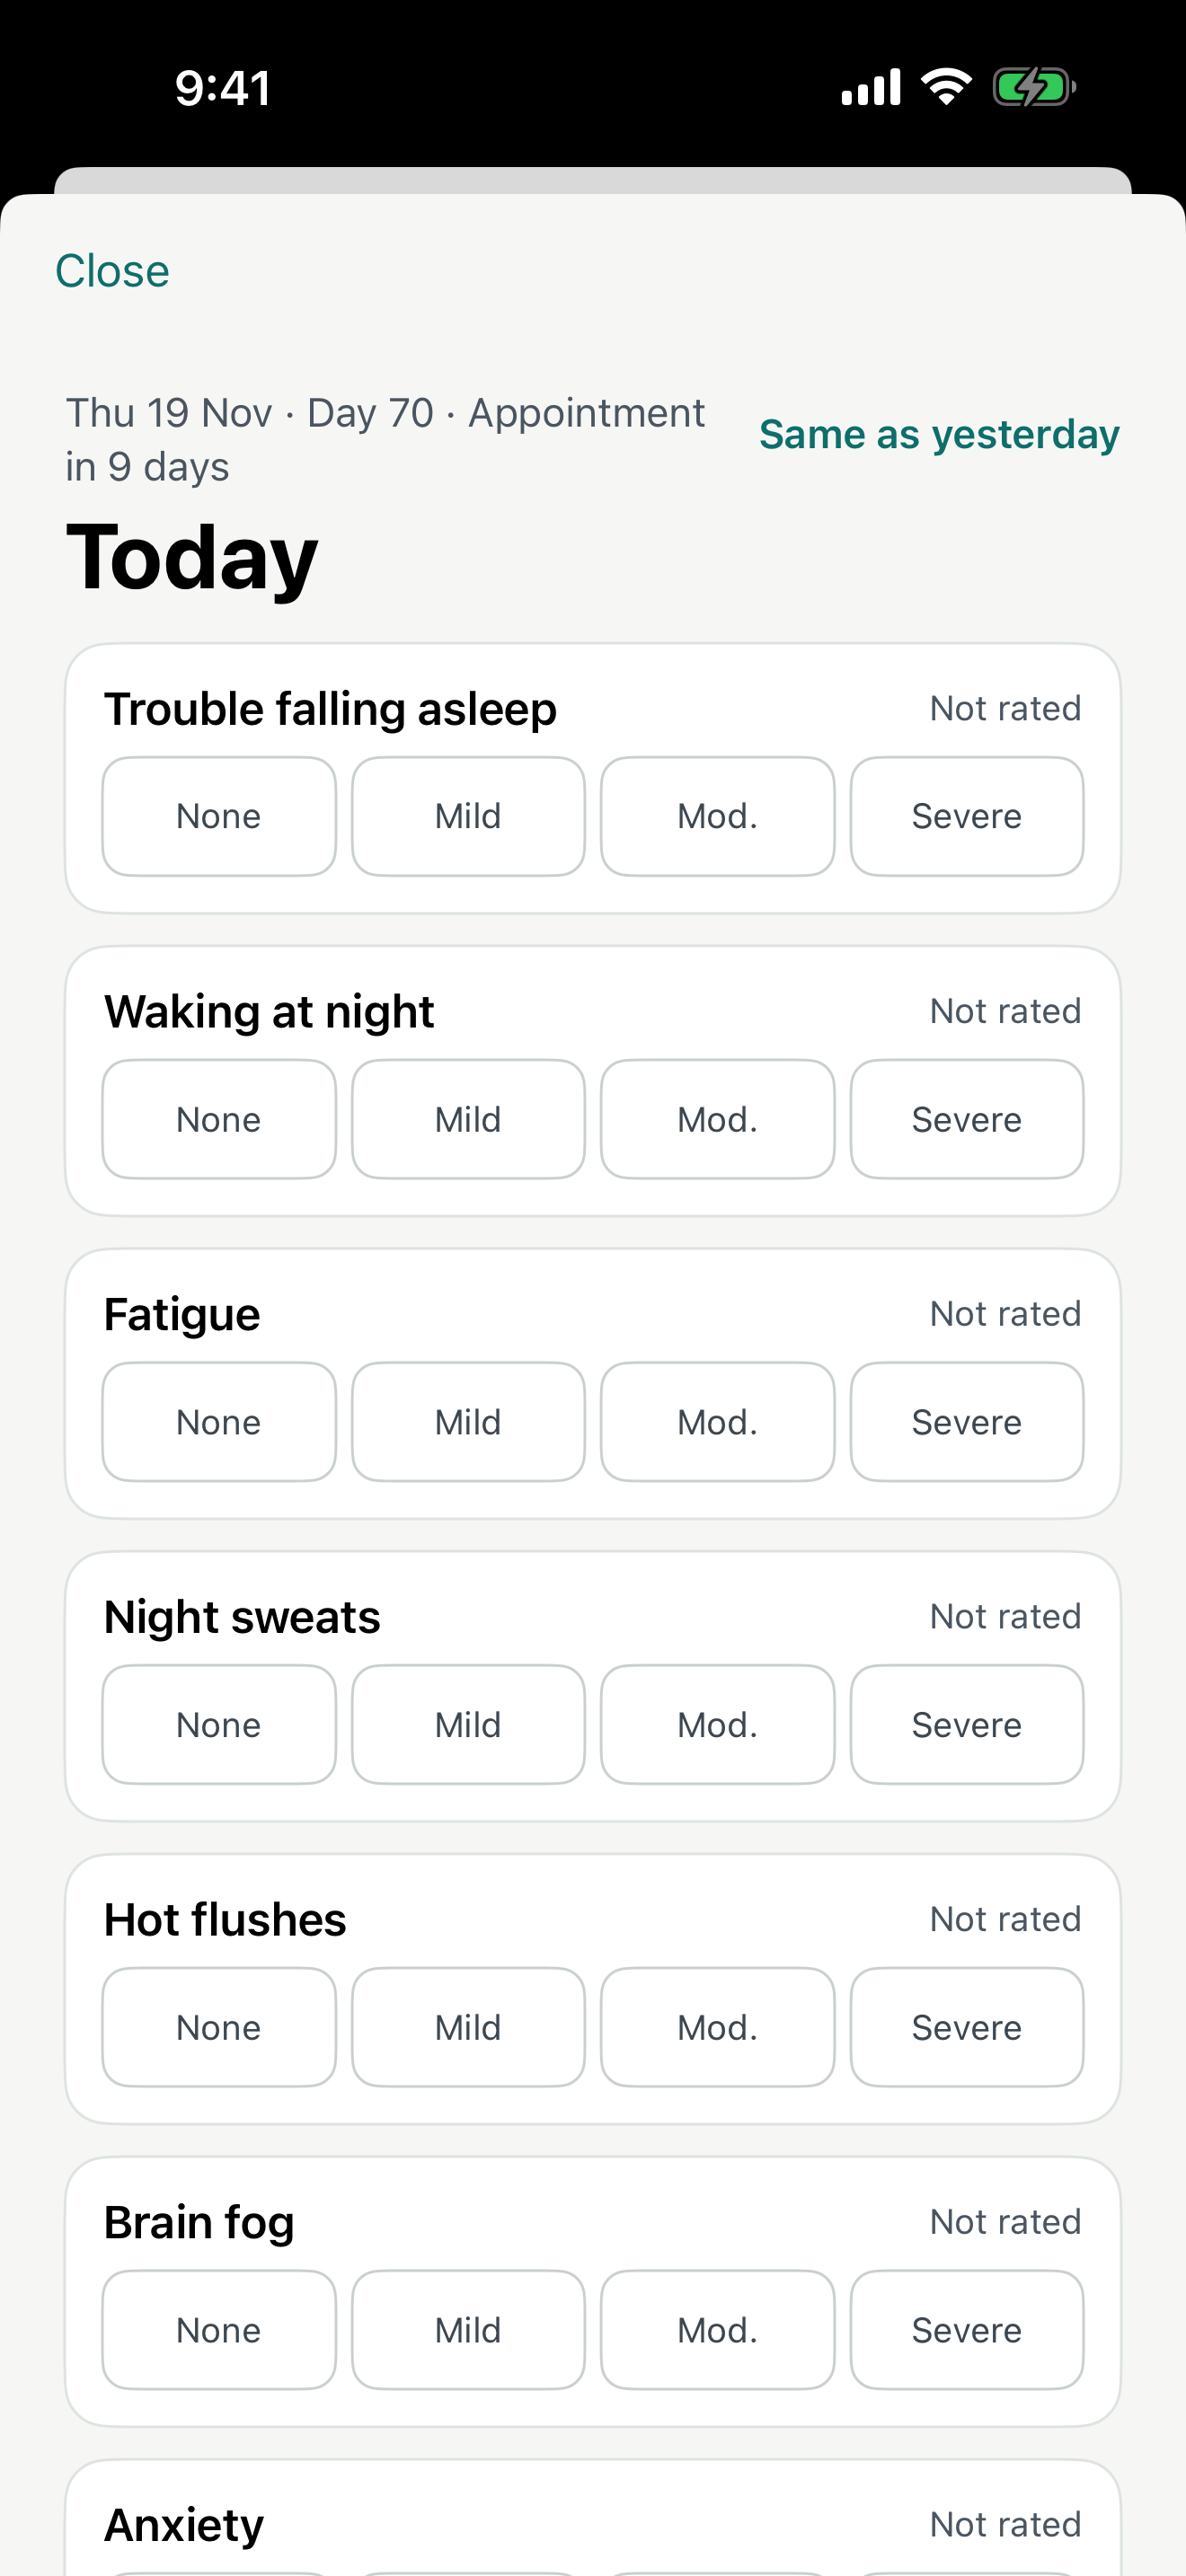 9:41
Close
Thu 19 Nov · Day 70 · Appointment
in 9 days
Same as yesterday
Today
Trouble falling asleep
Not rated
None Mild Mod. Severe
Waking at night
Not rated
None Mild Mod. Severe
Fatigue
Not rated
None Mild Mod. Severe
Night sweats
Not rated
None Mild Mod. Severe
Hot flushes
Not rated
None Mild Mod. Severe
Brain fog
Not rated
None Mild Mod. Severe
Anxiety
Not rated